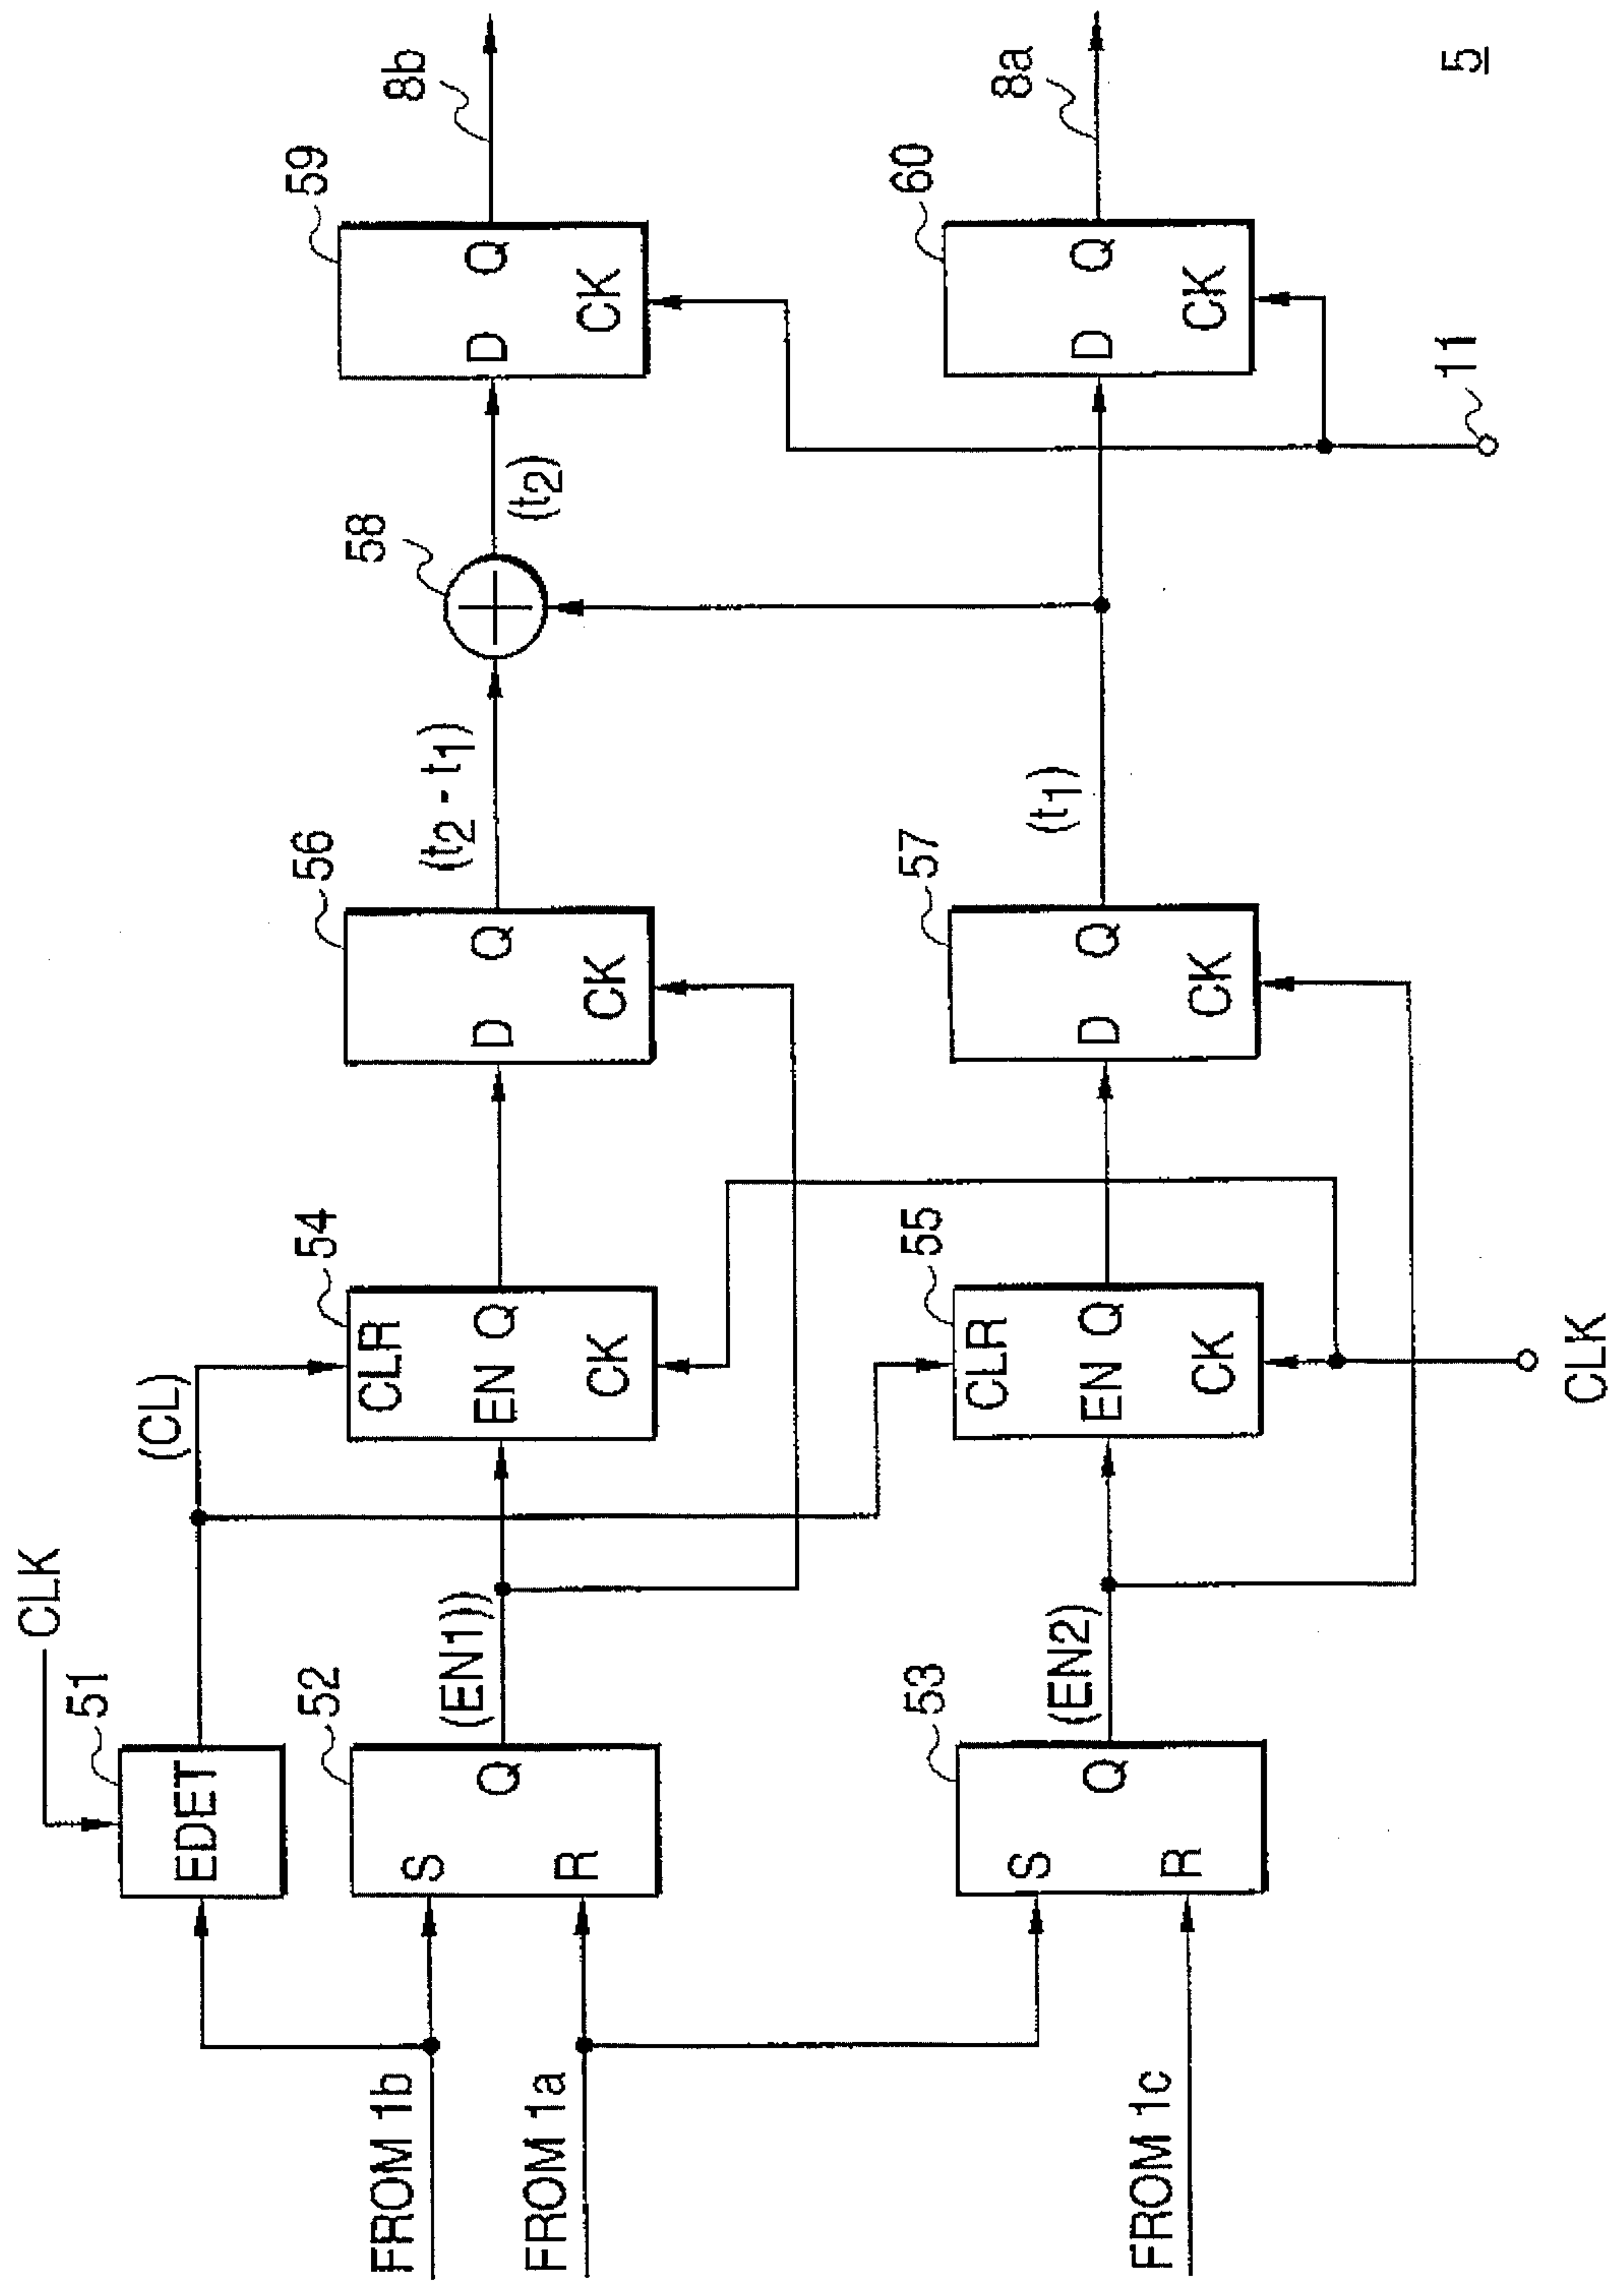 CLK
51
EDET
(CL)
FROM 1b
FROM 1a
FROM 1c
52
S
R
Q
(EN1))
53
S
R
Q
(EN2)
54
CLR
EN Q
CK
55
CLR
EN Q
CK
CLK
56
D Q
CK
(t2 - t1)
57
D Q
CK
(t1)
58
(t2)
59
D Q
CK
8b
60
D Q
CK
8a
11
5